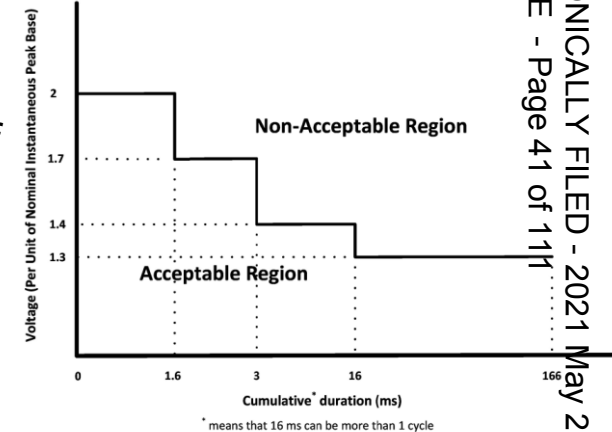 Voltage (Per Unit of Nominal Instantaneous Peak Base)
2
1.7
1.4
1.3
Non-Acceptable Region
Acceptable Region
0 1.6 3 16 166
Cumulative* duration (ms)
* means that 16 ms can be more than 1 cycle
NICALLY FILED - 2021 May 2
E - Page 41 of 111